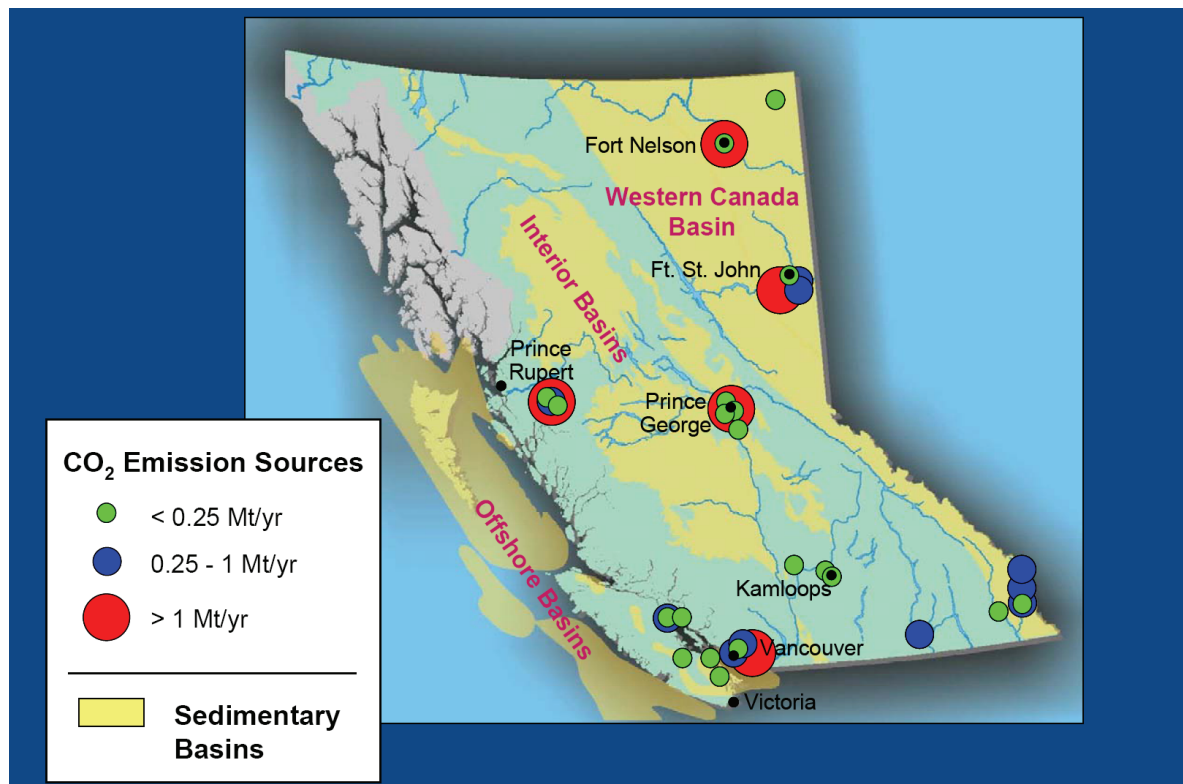 Fort Nelson
Western Canada
Basin
Interior Basins
Ft. St. John
Prince
Rupert
Prince
George
Offshore Basins
Kamloops
Vancouver
Victoria
CO₂ Emission Sources
< 0.25 Mt/yr
0.25 - 1 Mt/yr
> 1 Mt/yr
Sedimentary
Basins